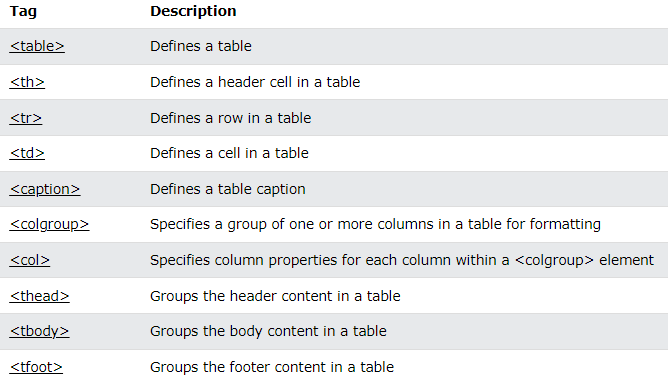 Tag Description
<table> Defines a table
<th> Defines a header cell in a table
<tr> Defines a row in a table
<td> Defines a cell in a table
<caption> Defines a table caption
<colgroup> Specifies a group of one or more columns in a table for formatting
<col> Specifies column properties for each column within a <colgroup> element
<thead> Groups the header content in a table
<tbody> Groups the body content in a table
<tfoot> Groups the footer content in a table